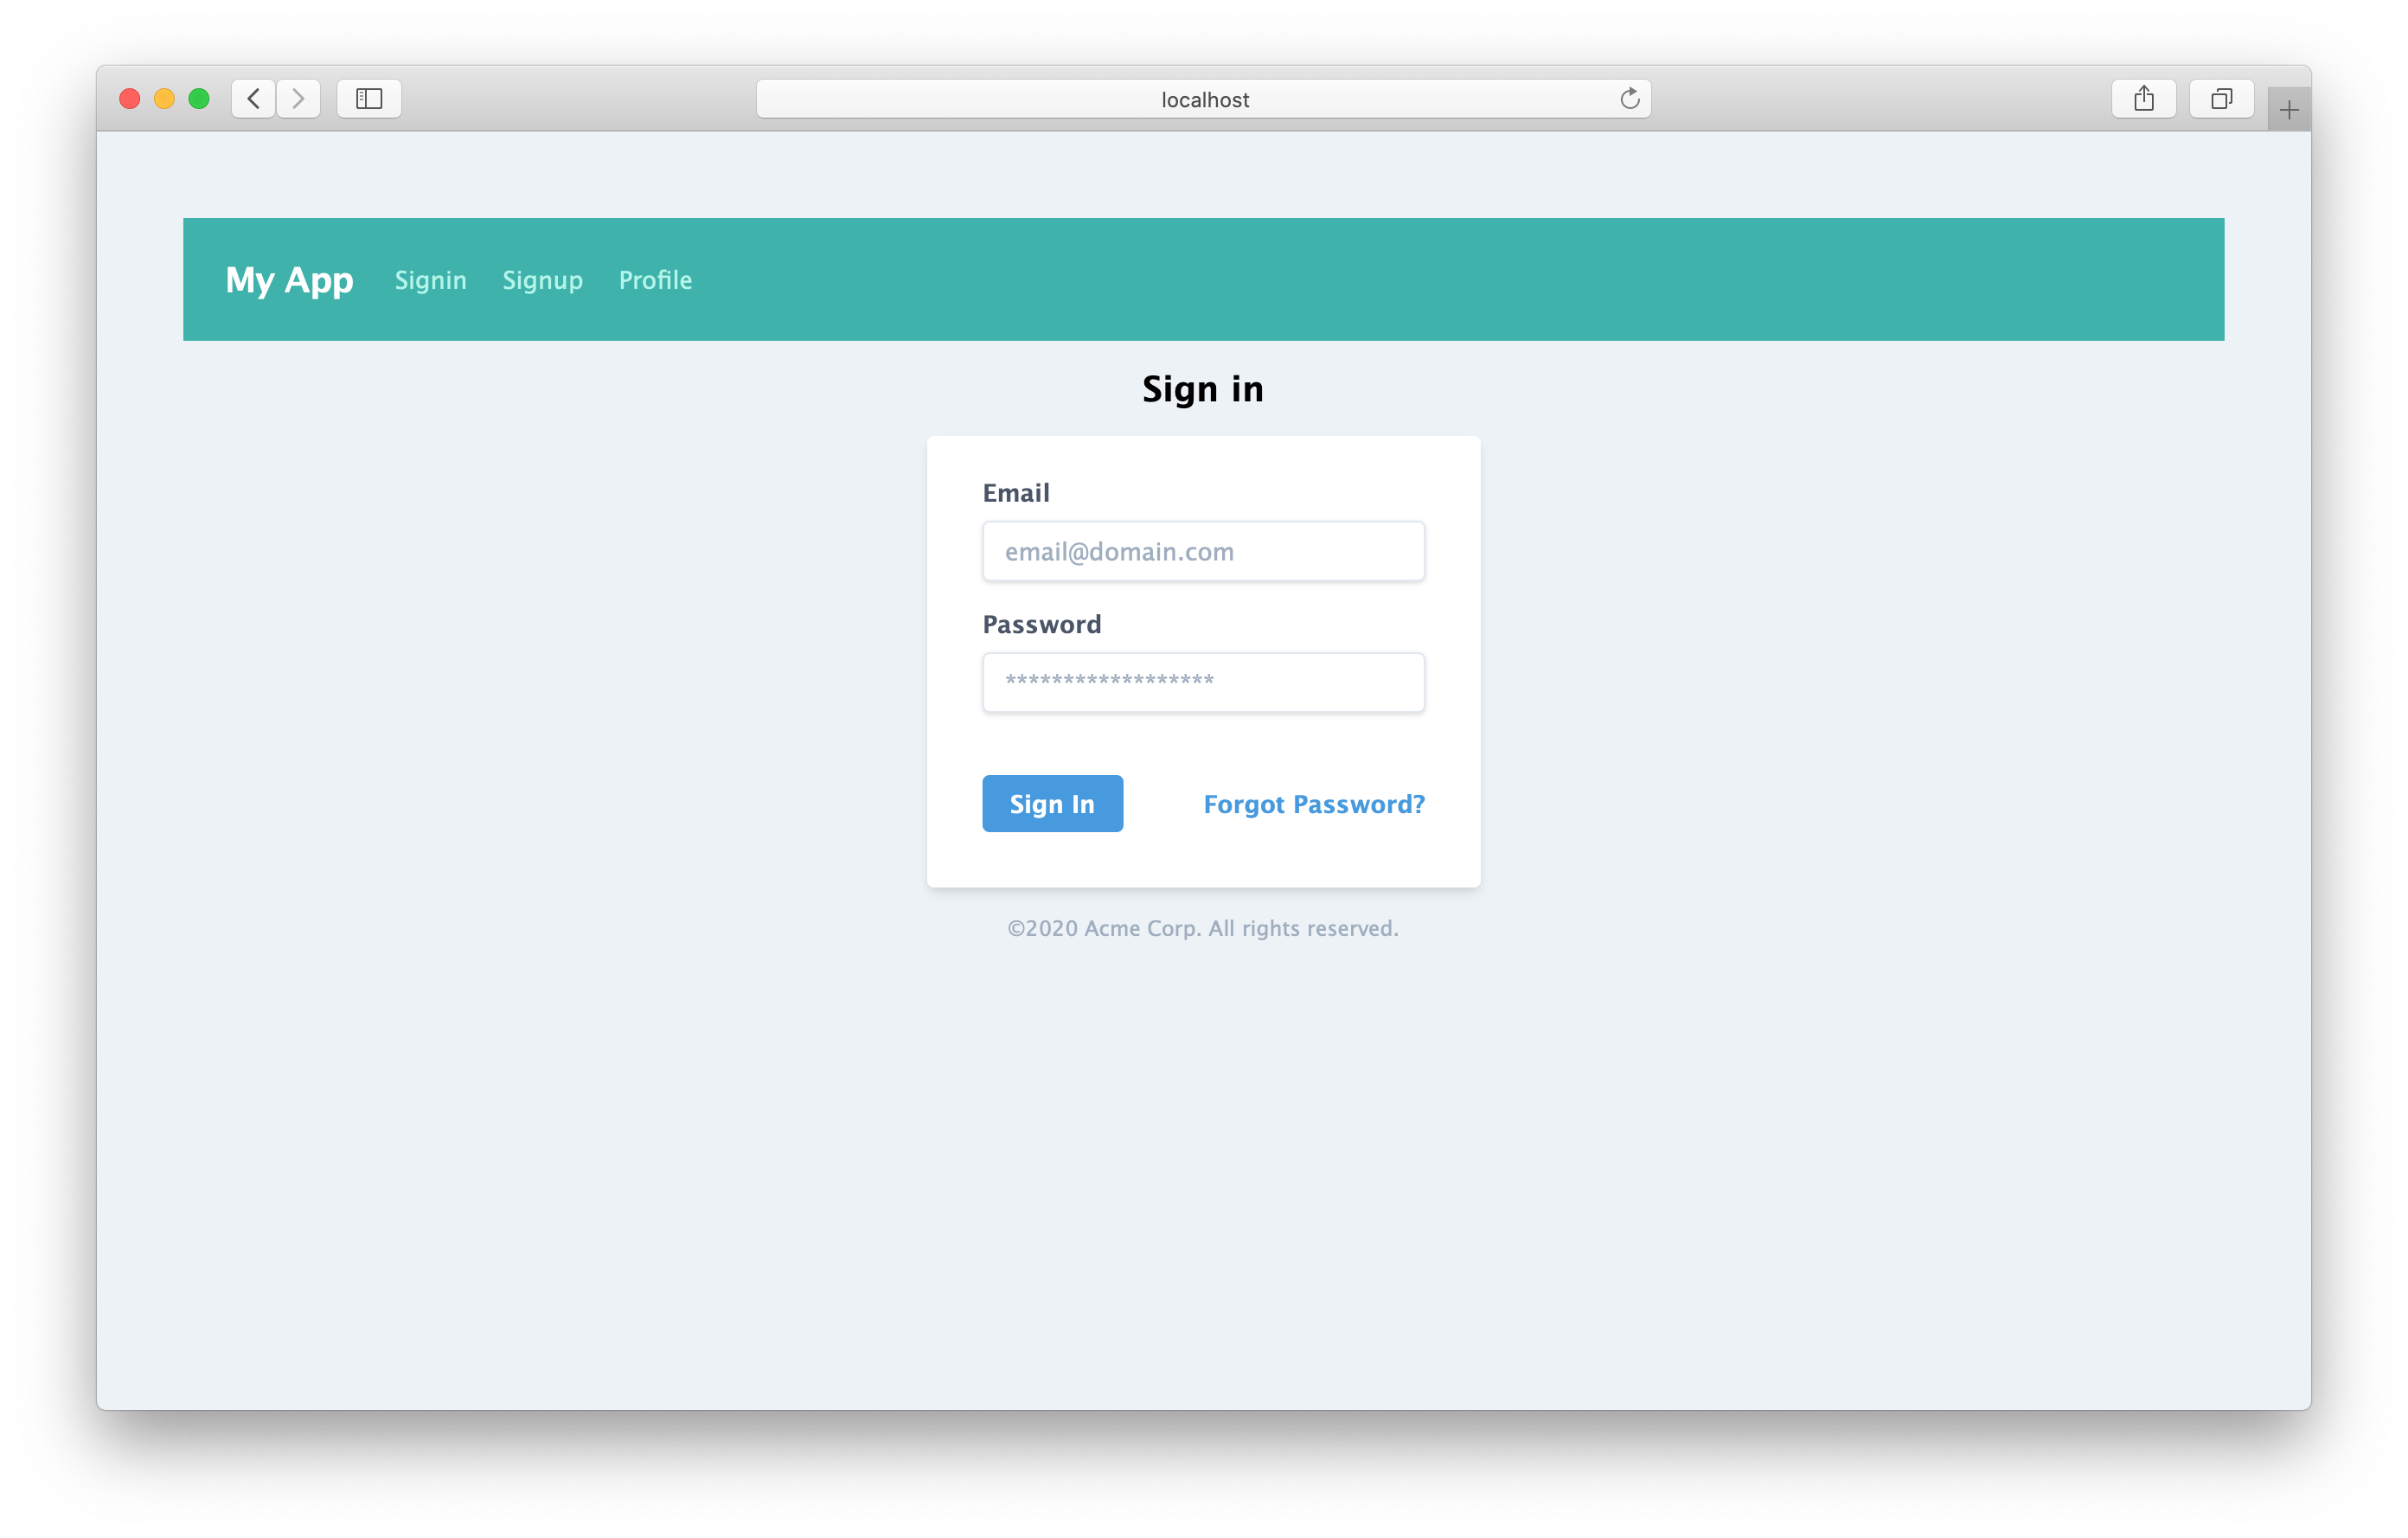 localhost
My App Signin Signup Profile
Sign in
Email
email@domain.com
Password
******************
Sign In Forgot Password?
©2020 Acme Corp. All rights reserved.